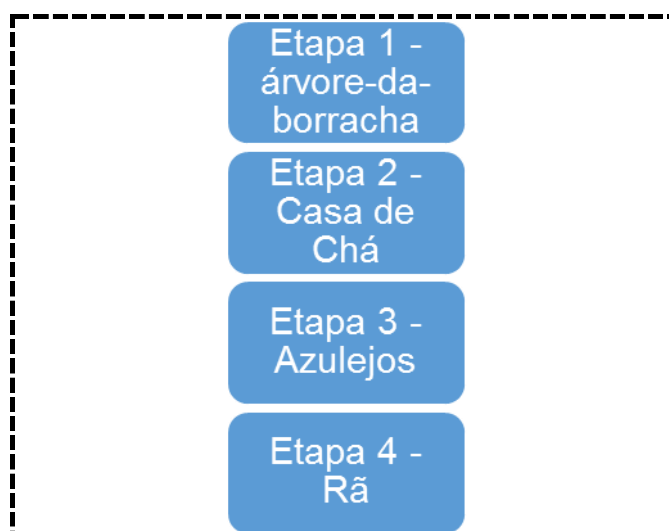 Etapa 1 -
árvore-da-
borracha
Etapa 2 -
Casa de
Chá
Etapa 3 -
Azulejos
Etapa 4 -
Rã